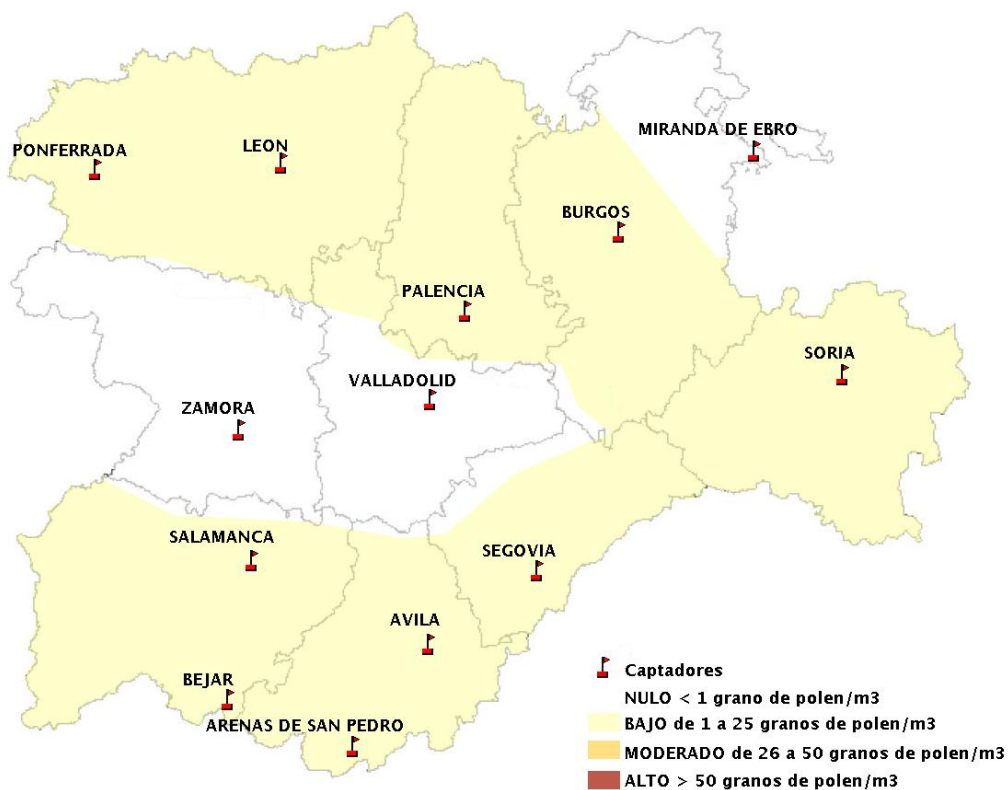 MIRANDA DE EBRO
PONFERRADA
LEON
BURGOS
PALENCIA
SORIA
VALLADOLID
ZAMORA
SALAMANCA
SEGOVIA
AVILA
BEJAR
ARENAS DE SAN PEDRO
Captadores
NULO < 1 grano de polen/m3
BAJO de 1 a 25 granos de polen/m3
MODERADO de 26 a 50 granos de polen/m3
ALTO > 50 granos de polen/m3